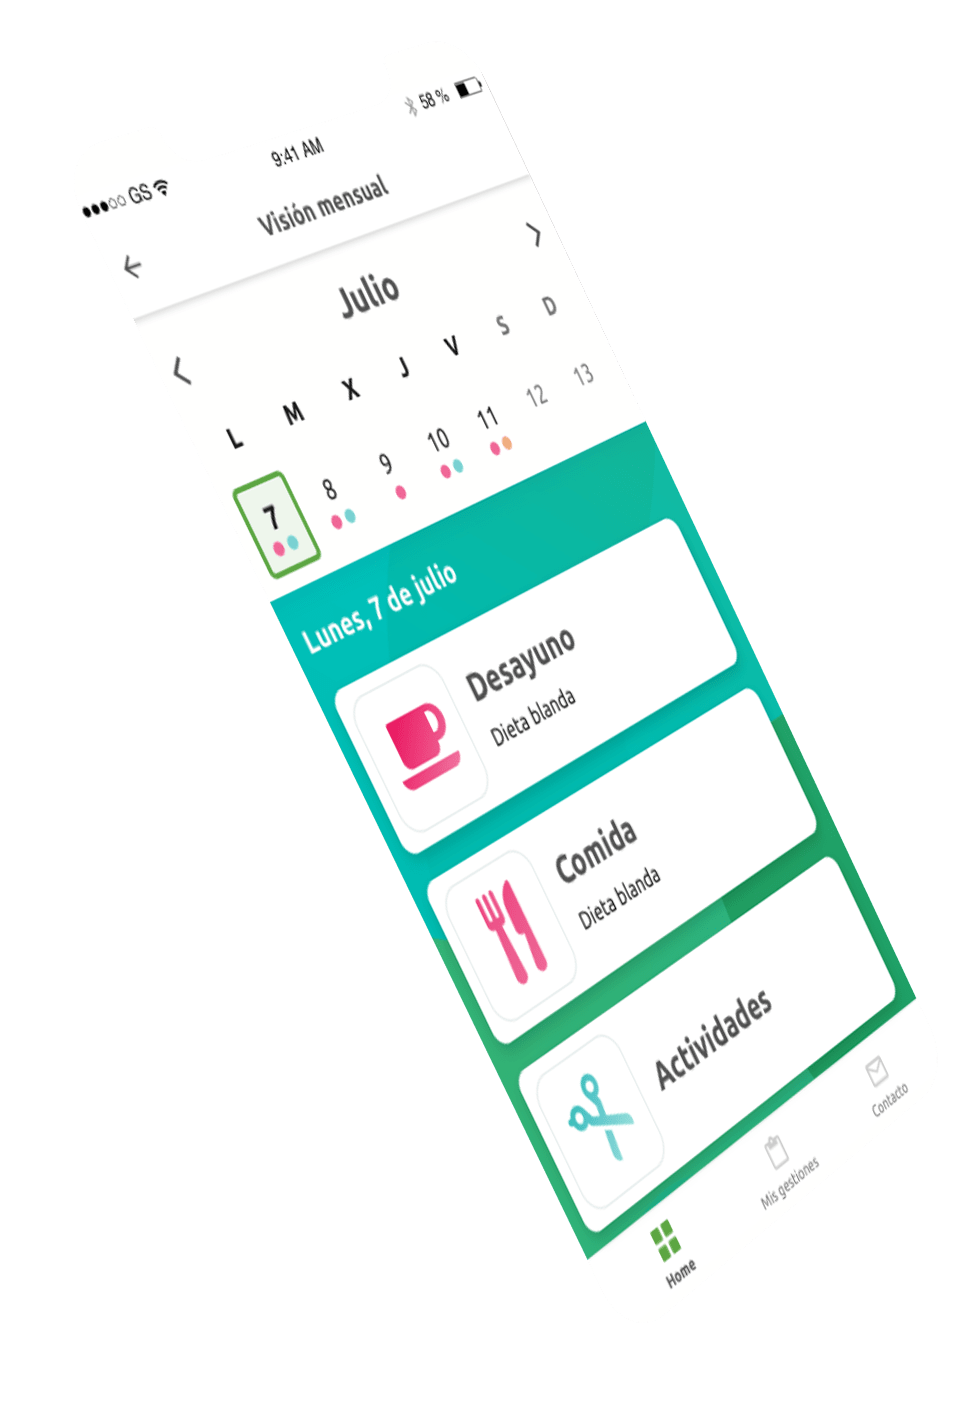 GS 9:41 AM 58 %
Visión mensual
Julio
L M X J V S D
7 8 9 10 11 12 13
Lunes, 7 de julio
Desayuno
Dieta blanda
Comida
Dieta blanda
Actividades
Home Mis gestiones Contacto